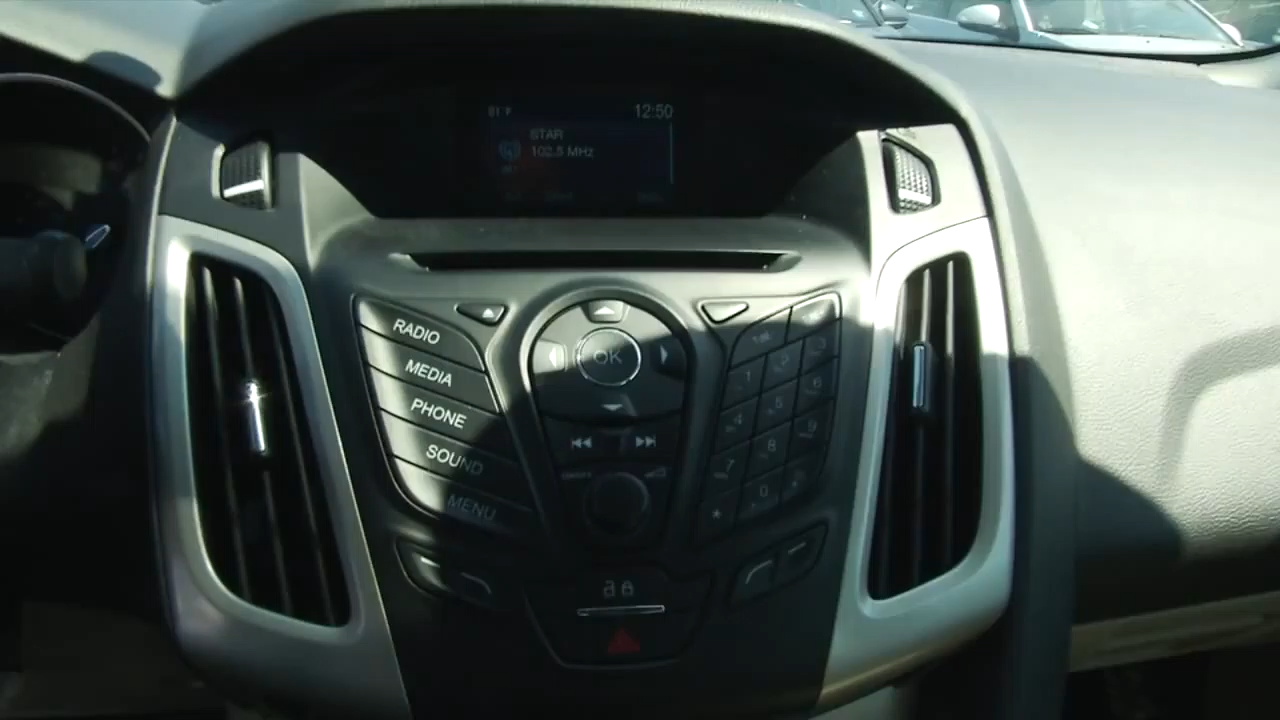 12:50
STAR
102.5 MHz
RADIO
MEDIA
PHONE
SOUND
MENU
OK
1 2 3
4 5 6
7 8 9
* 0